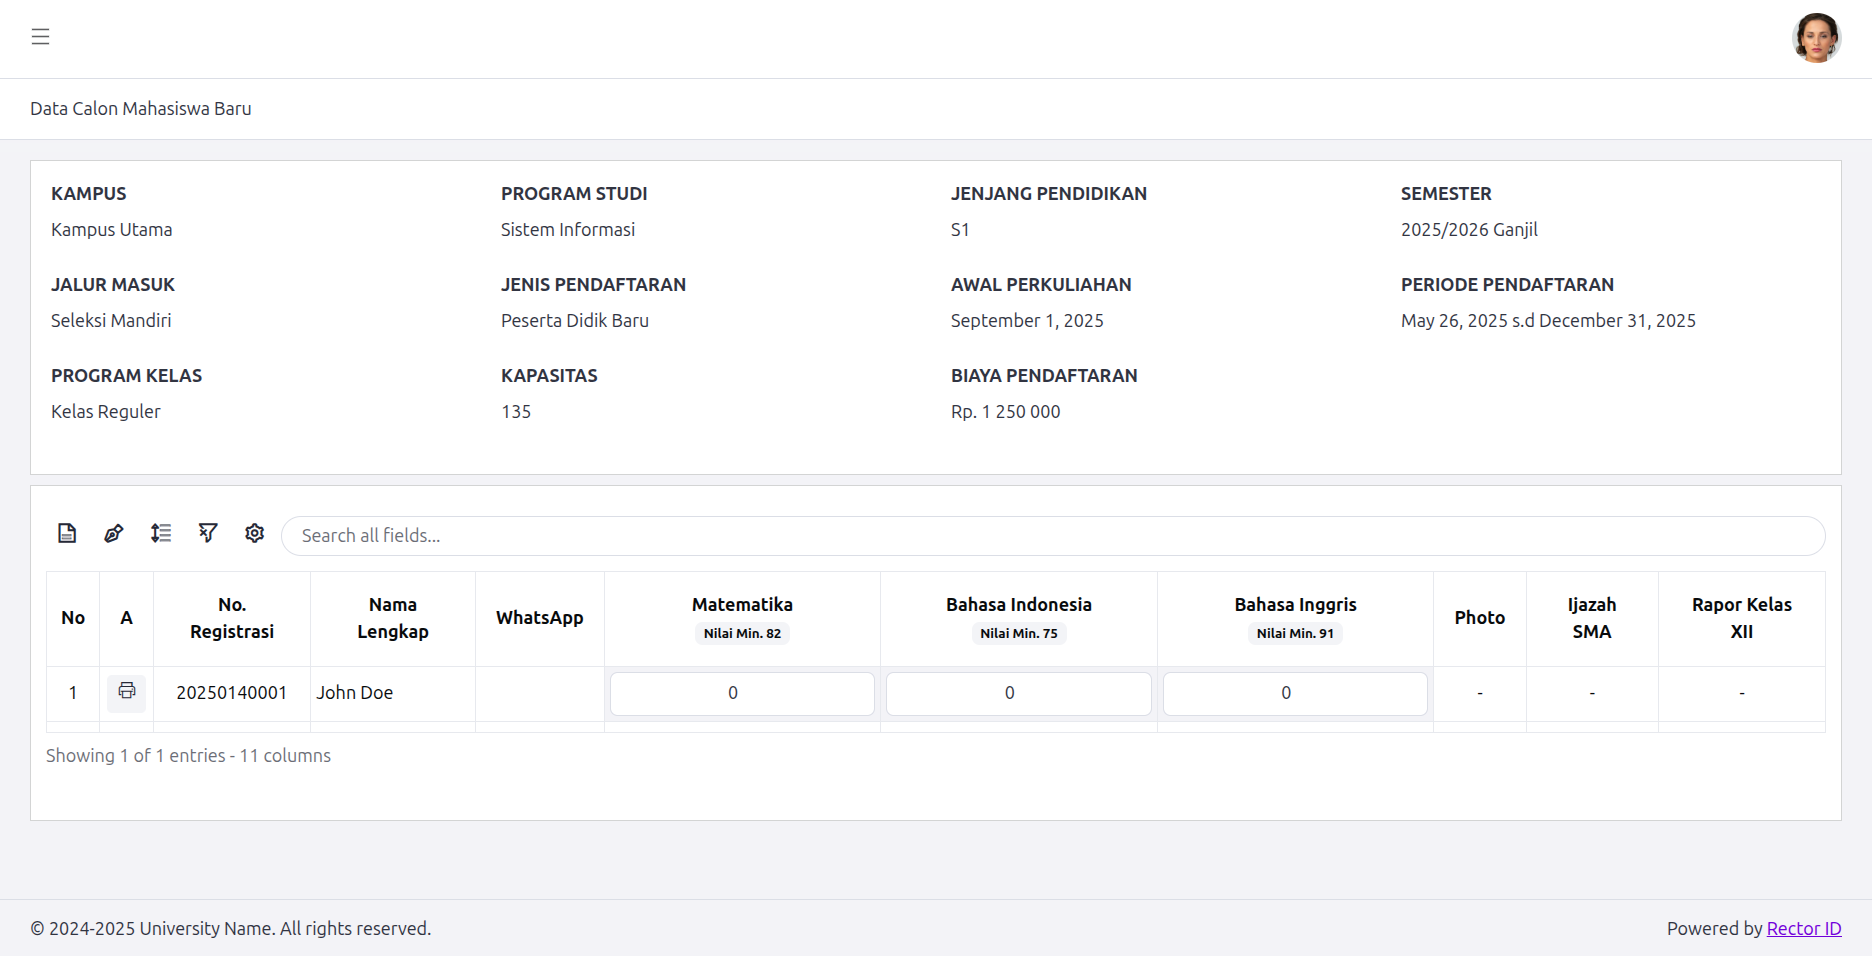 Data Calon Mahasiswa Baru
KAMPUS
Kampus Utama
PROGRAM STUDI
Sistem Informasi
JENJANG PENDIDIKAN
S1
SEMESTER
2025/2026 Ganjil
JALUR MASUK
Seleksi Mandiri
JENIS PENDAFTARAN
Peserta Didik Baru
AWAL PERKULIAHAN
September 1, 2025
PERIODE PENDAFTARAN
May 26, 2025 s.d December 31, 2025
PROGRAM KELAS
Kelas Reguler
KAPASITAS
135
BIAYA PENDAFTARAN
Rp. 1 250 000
Search all fields...
No
A
No.
Registrasi
Nama
Lengkap
WhatsApp
Matematika
Nilai Min. 82
Bahasa Indonesia
Nilai Min. 75
Bahasa Inggris
Nilai Min. 91
Photo
Ijazah
SMA
Rapor Kelas
XII
1
20250140001
John Doe
0
0
0
-
-
-
Showing 1 of 1 entries - 11 columns
© 2024-2025 University Name. All rights reserved.
Powered by Rector ID